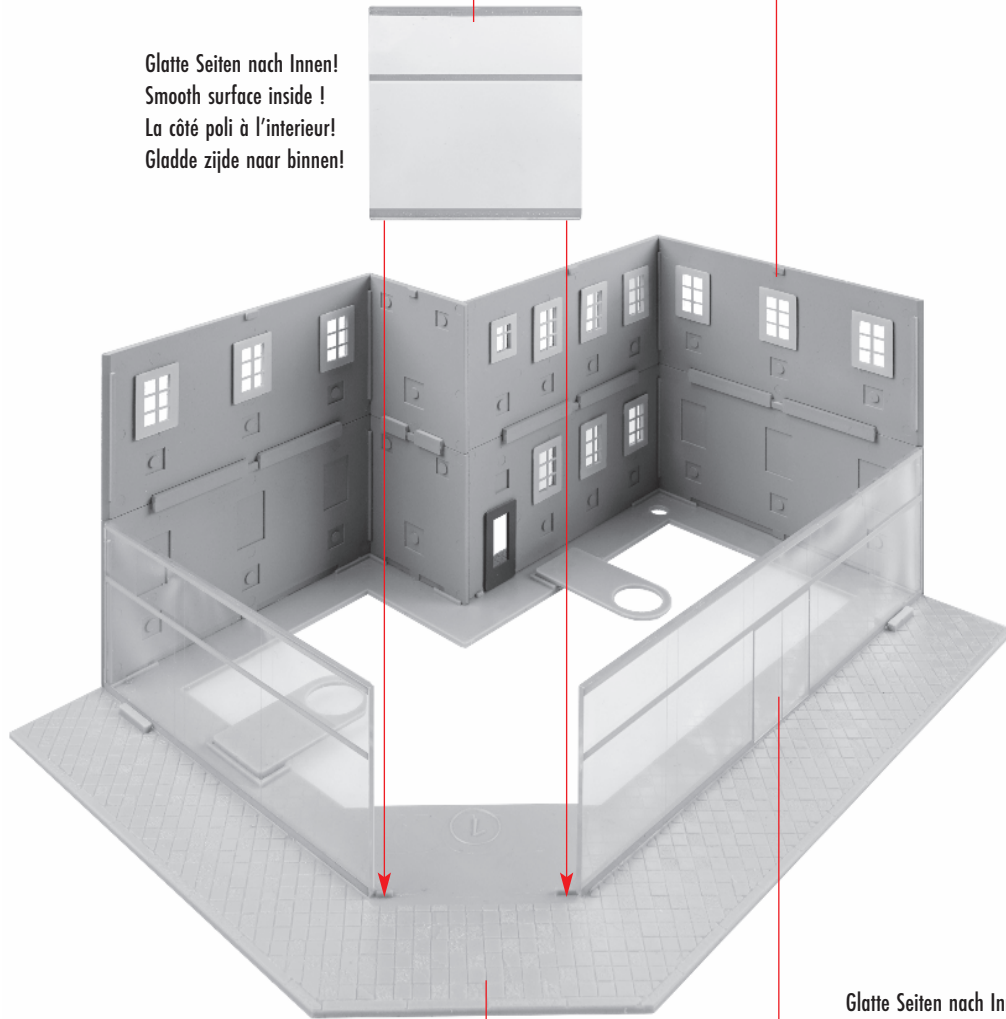 Glatte Seiten nach Innen!
Smooth surface inside !
La côté poli à l'interieur!
Gladde zijde naar binnen!
1
Glatte Seiten nach In